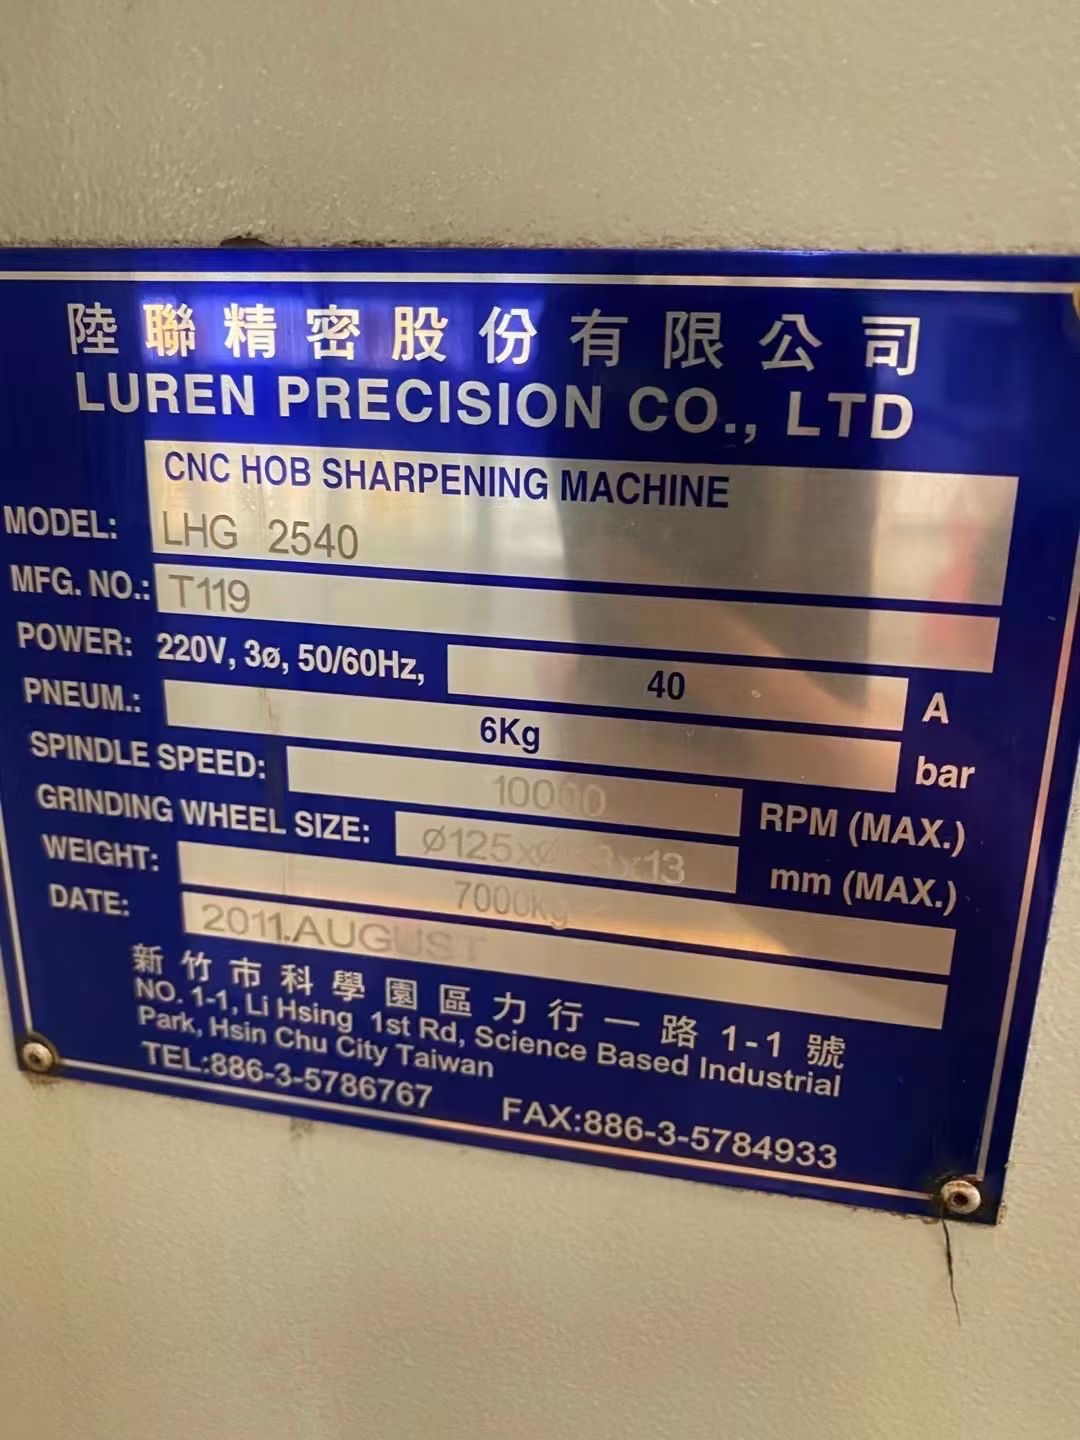 陸聯精密股份有限公司
LUREN PRECISION CO., LTD
CNC HOB SHARPENING MACHINE
MODEL: LHG 2540
MFG. NO.: T119
POWER: 220V, 3ø, 50/60Hz, 40 A
PNEUM.: 6Kg bar
SPINDLE SPEED: 10000 RPM (MAX.)
GRINDING WHEEL SIZE: mm (MAX.)
WEIGHT: 7000kg
DATE: 2011.AUGUST
新竹市科學園區力行一路1-1號
NO. 1-1, Li Hsing 1st Rd, Science Based Industrial
Park, Hsin Chu City Taiwan
TEL:886-3-5786767 FAX:886-3-5784933